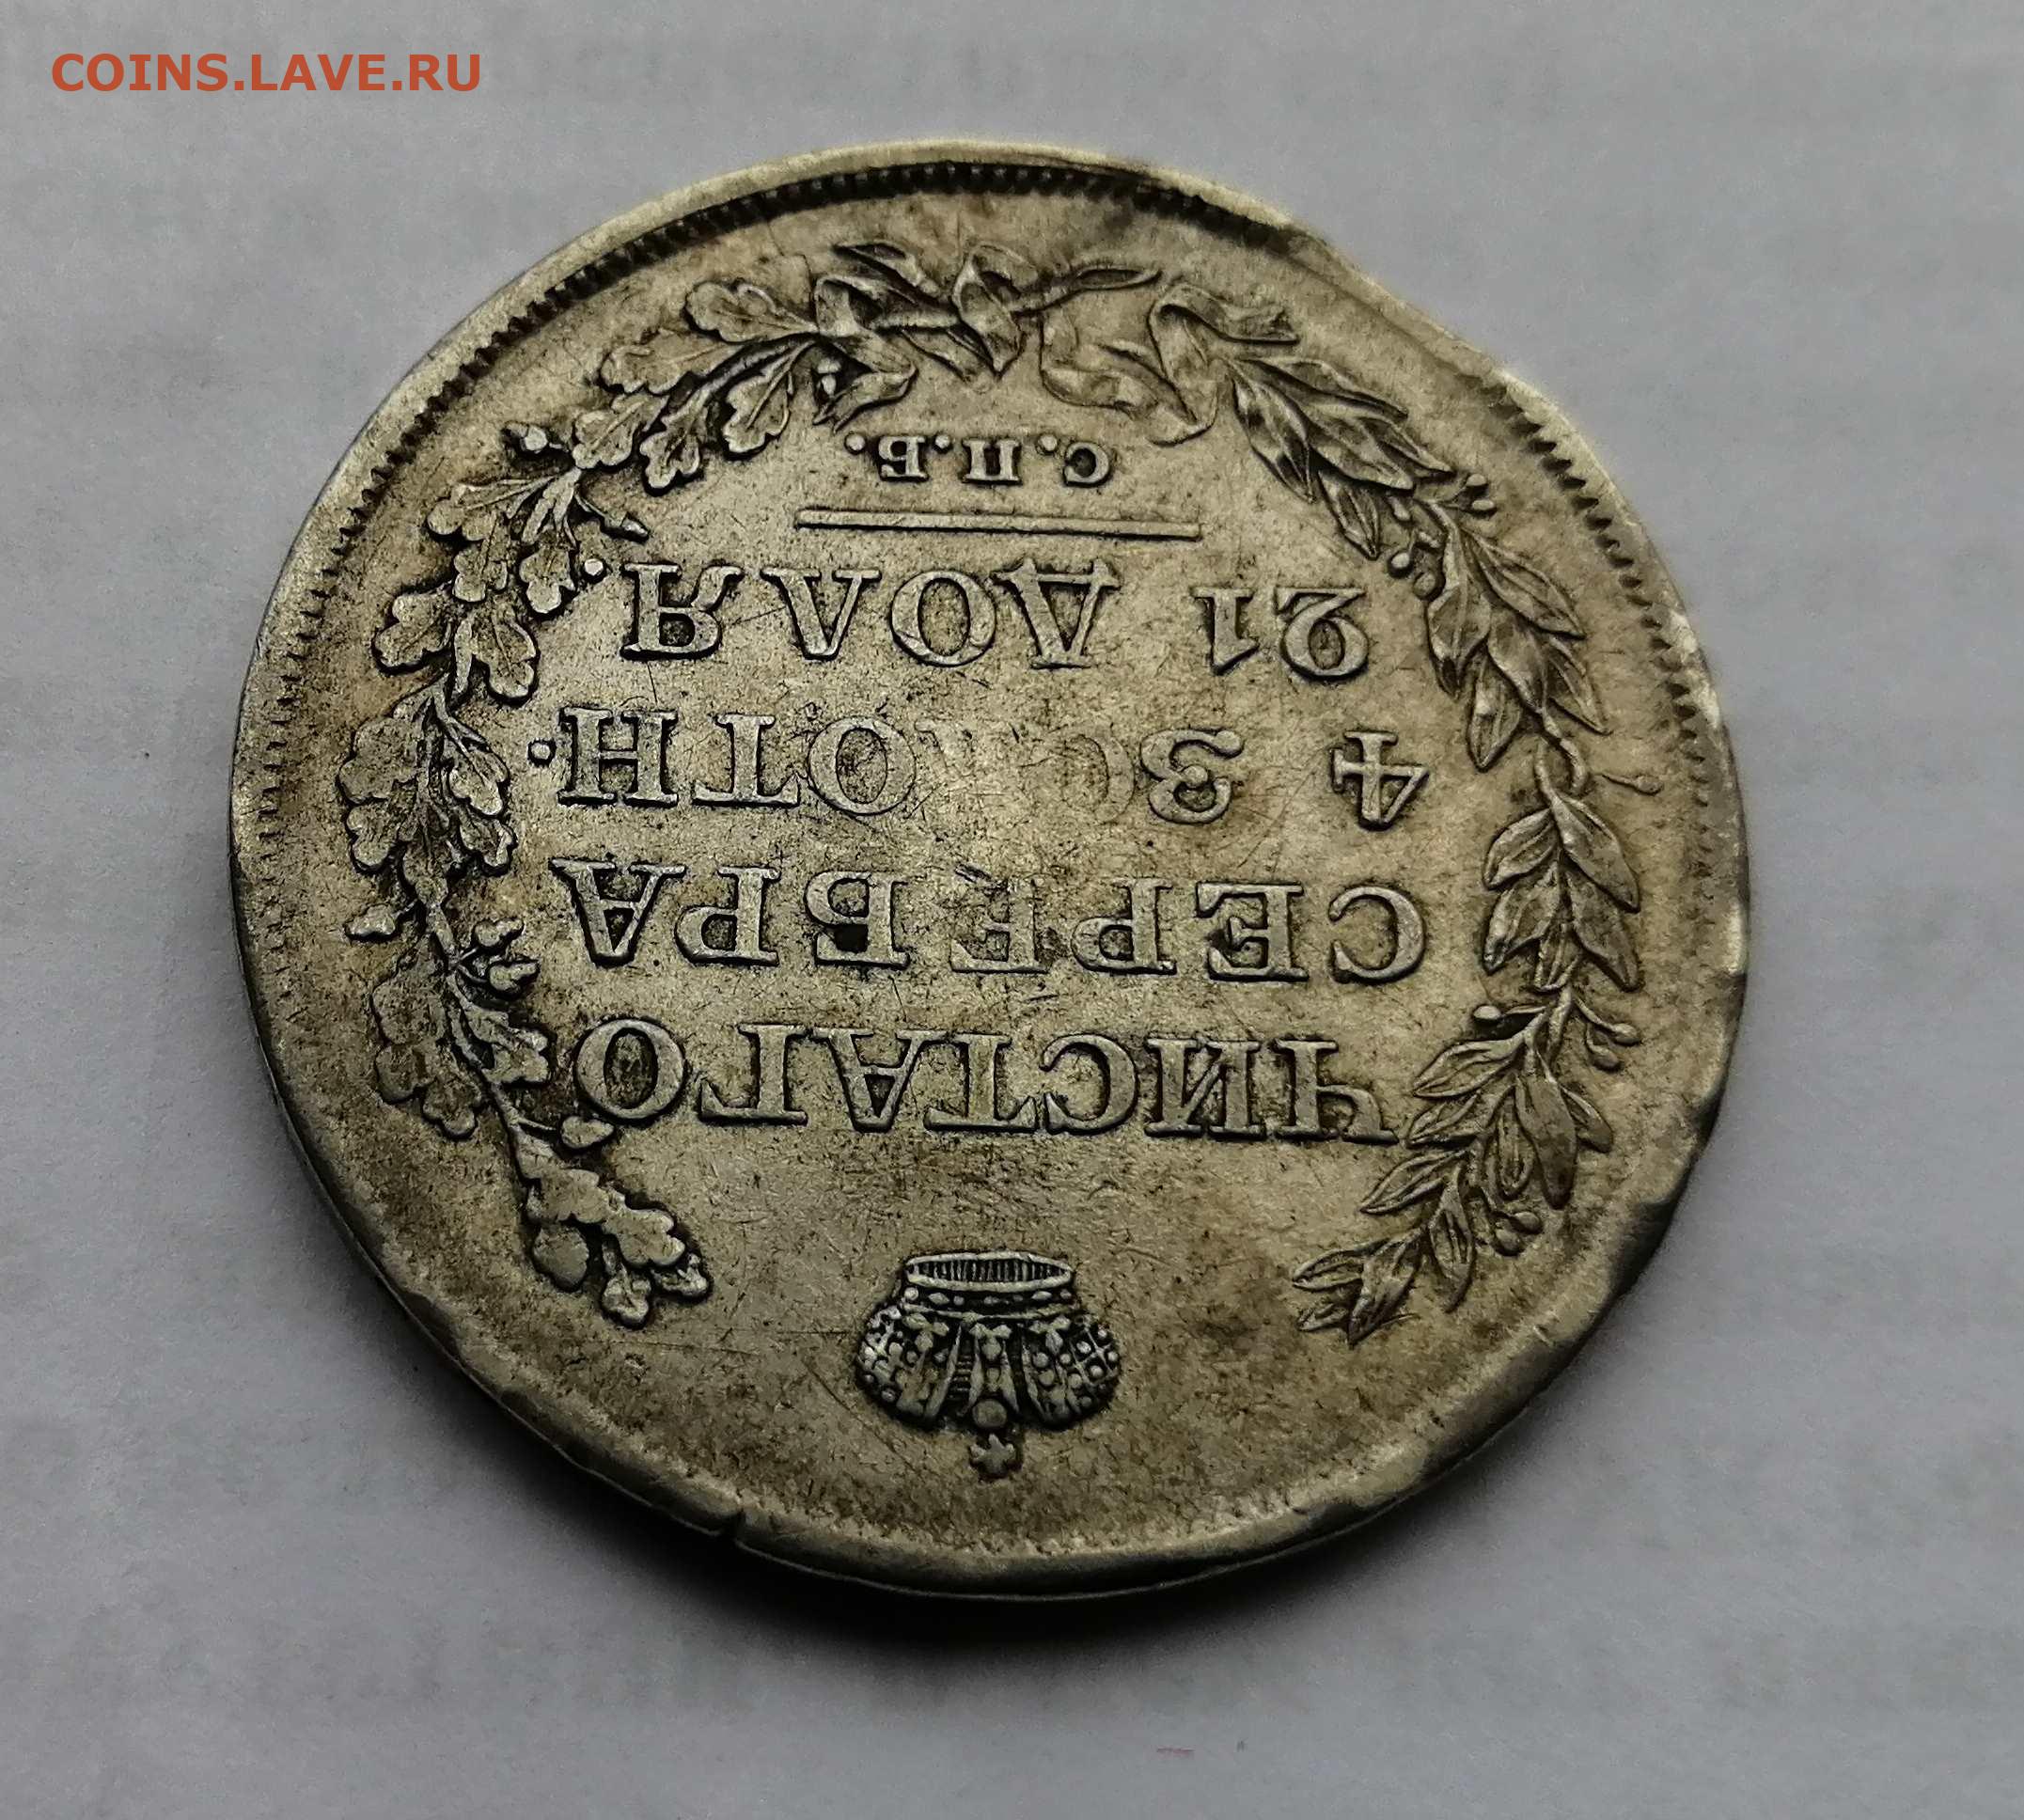 COINS.LAVE.RU
ЧИСТАГО
СЕРЕБРА
4 ЗОЛОТН.
21 ДОЛЯ.
С.П.Б.